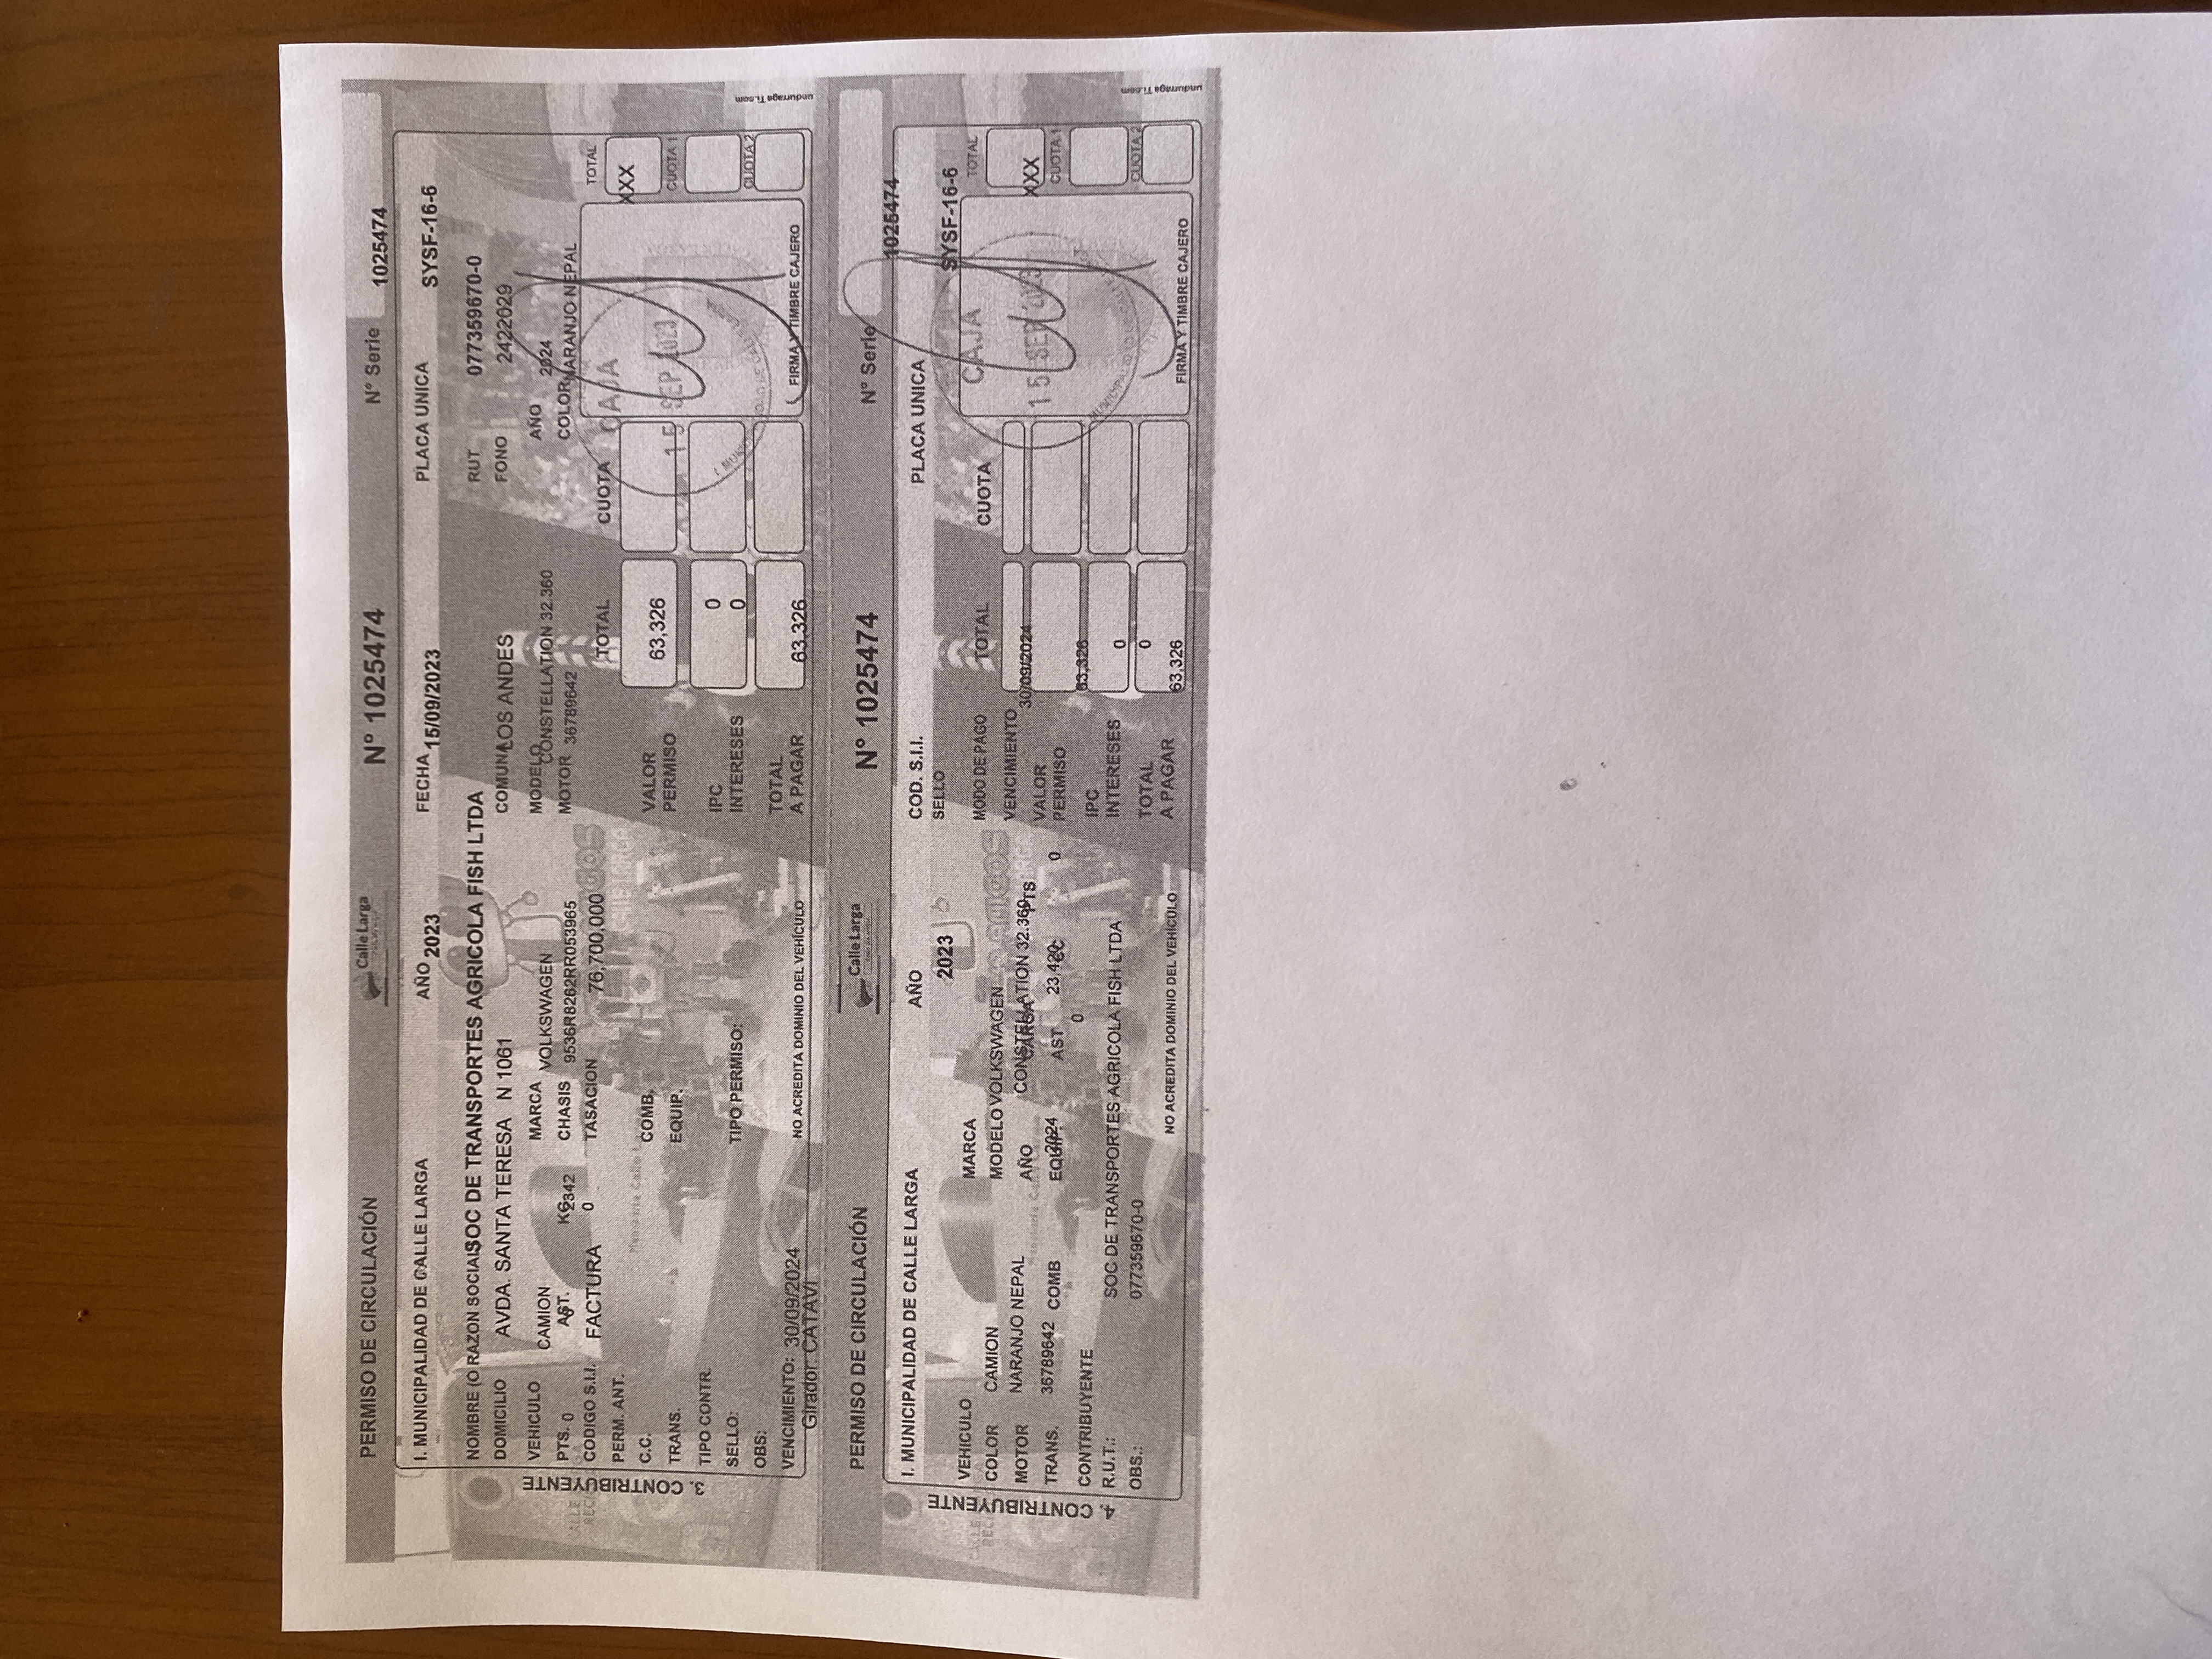 PERMISO DE CIRCULACIÓN Calle Larga N° 1025474 N° Serie 1025474
I. MUNICIPALIDAD DE CALLE LARGA AÑO 2023 FECHA 15/09/2023 PLACA UNICA SYSF-16-6
NOMBRE (O RAZON SOCIAL SOC DE TRANSPORTES AGRICOLA FISH LTDA RUT 077359670-0
DOMICILIO AVDA. SANTA TERESA N 1061 COMUNA LOS ANDES FONO 2422029
VEHICULO CAMION MARCA VOLKSWAGEN MODELO CONSTELLATION 32.360 AÑO 2024
PTS. 0 AST. 0 KG 2342 CHASIS 9536R8262RR053965 MOTOR 36789642 COLOR NARANJO NEPAL
CODIGO S.I.I. FACTURA 0 TASACION 76,700,000 TOTAL CUOTA CAJA TOTAL
PERM. ANT. XXX
C.C. COMB. VALOR PERMISO 63,326 15 SEP 2023
TRANS. EQUIP. CUOTA 1
TIPO CONTR.
SELLO: TIPO PERMISO: IPC 0
INTERESES 0 CUOTA 2
OBS:
VENCIMIENTO: 30/09/2024 NO ACREDITA DOMINIO DEL VEHÍCULO TOTAL A PAGAR 63,326 FIRMA Y TIMBRE CAJERO
Girador: CATAVI
3. CONTRIBUYENTE
I. MUNICIPALIDAD DE CALLE LARGA
undurraga Ti.com
PERMISO DE CIRCULACIÓN Calle Larga N° 1025474 N° Serie 1025474
I. MUNICIPALIDAD DE CALLE LARGA AÑO 2023 COD. S.I.I. PLACA UNICA SYSF-16-6
SELLO
VEHICULO CAMION MARCA VOLKSWAGEN MODO DE PAGO TOTAL CUOTA CAJA TOTAL
COLOR NARANJO NEPAL MODELO CONSTELLATION 32.360 VENCIMIENTO 30/09/2024
MOTOR 36789642 AÑO 2024 CARGA 23,420 PTS 0 VALOR PERMISO 63,326 15 SEP 2023 XXX
TRANS. COMB EQUIP. AST 0 CC CUOTA 1
CONTRIBUYENTE SOC DE TRANSPORTES AGRICOLA FISH LTDA IPC 0
R.U.T.: 077359670-0 INTERESES 0
OBS.: CUOTA 2
NO ACREDITA DOMINIO DEL VEHÍCULO TOTAL A PAGAR 63,326 FIRMA Y TIMBRE CAJERO
4. CONTRIBUYENTE
undurraga Ti.com